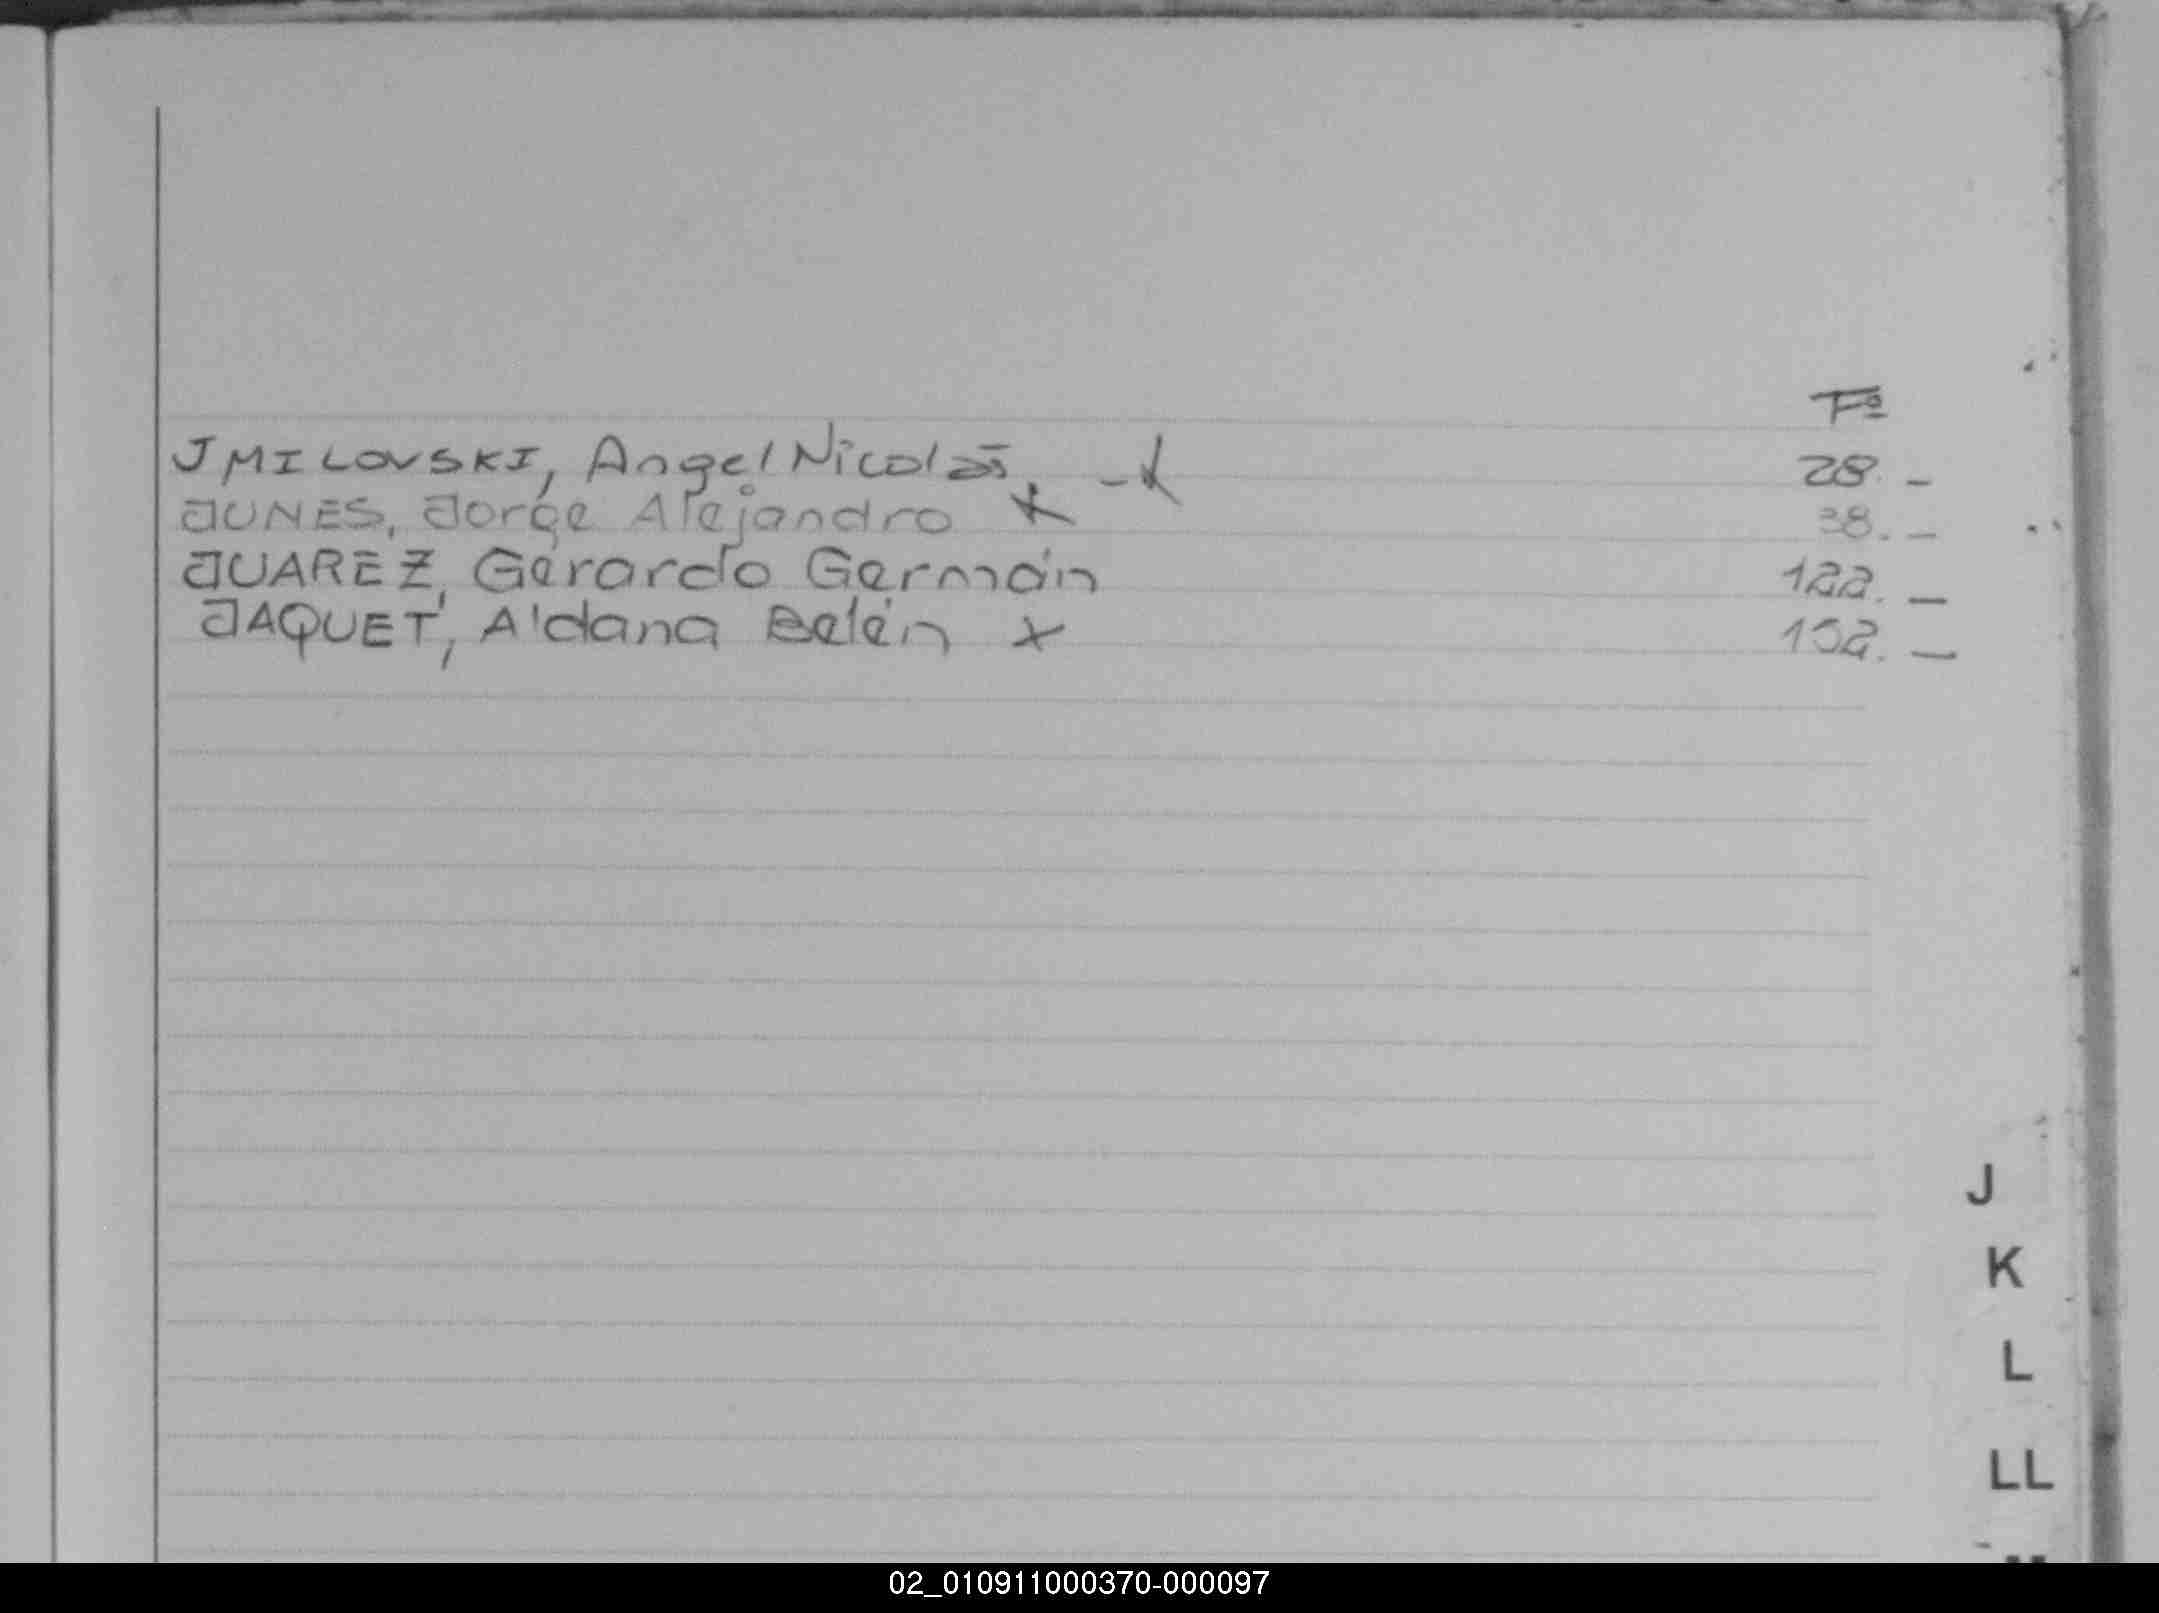 Fº
JMILOVSKI, Angel Nicolás - x 28. -
JUNES, Jorge Alejandro x 38. -
JUAREZ, Gerardo Germán 122. -
JAQUET, Aldana Belén x 152. -
J
K
L
LL
02_010911000370-000097